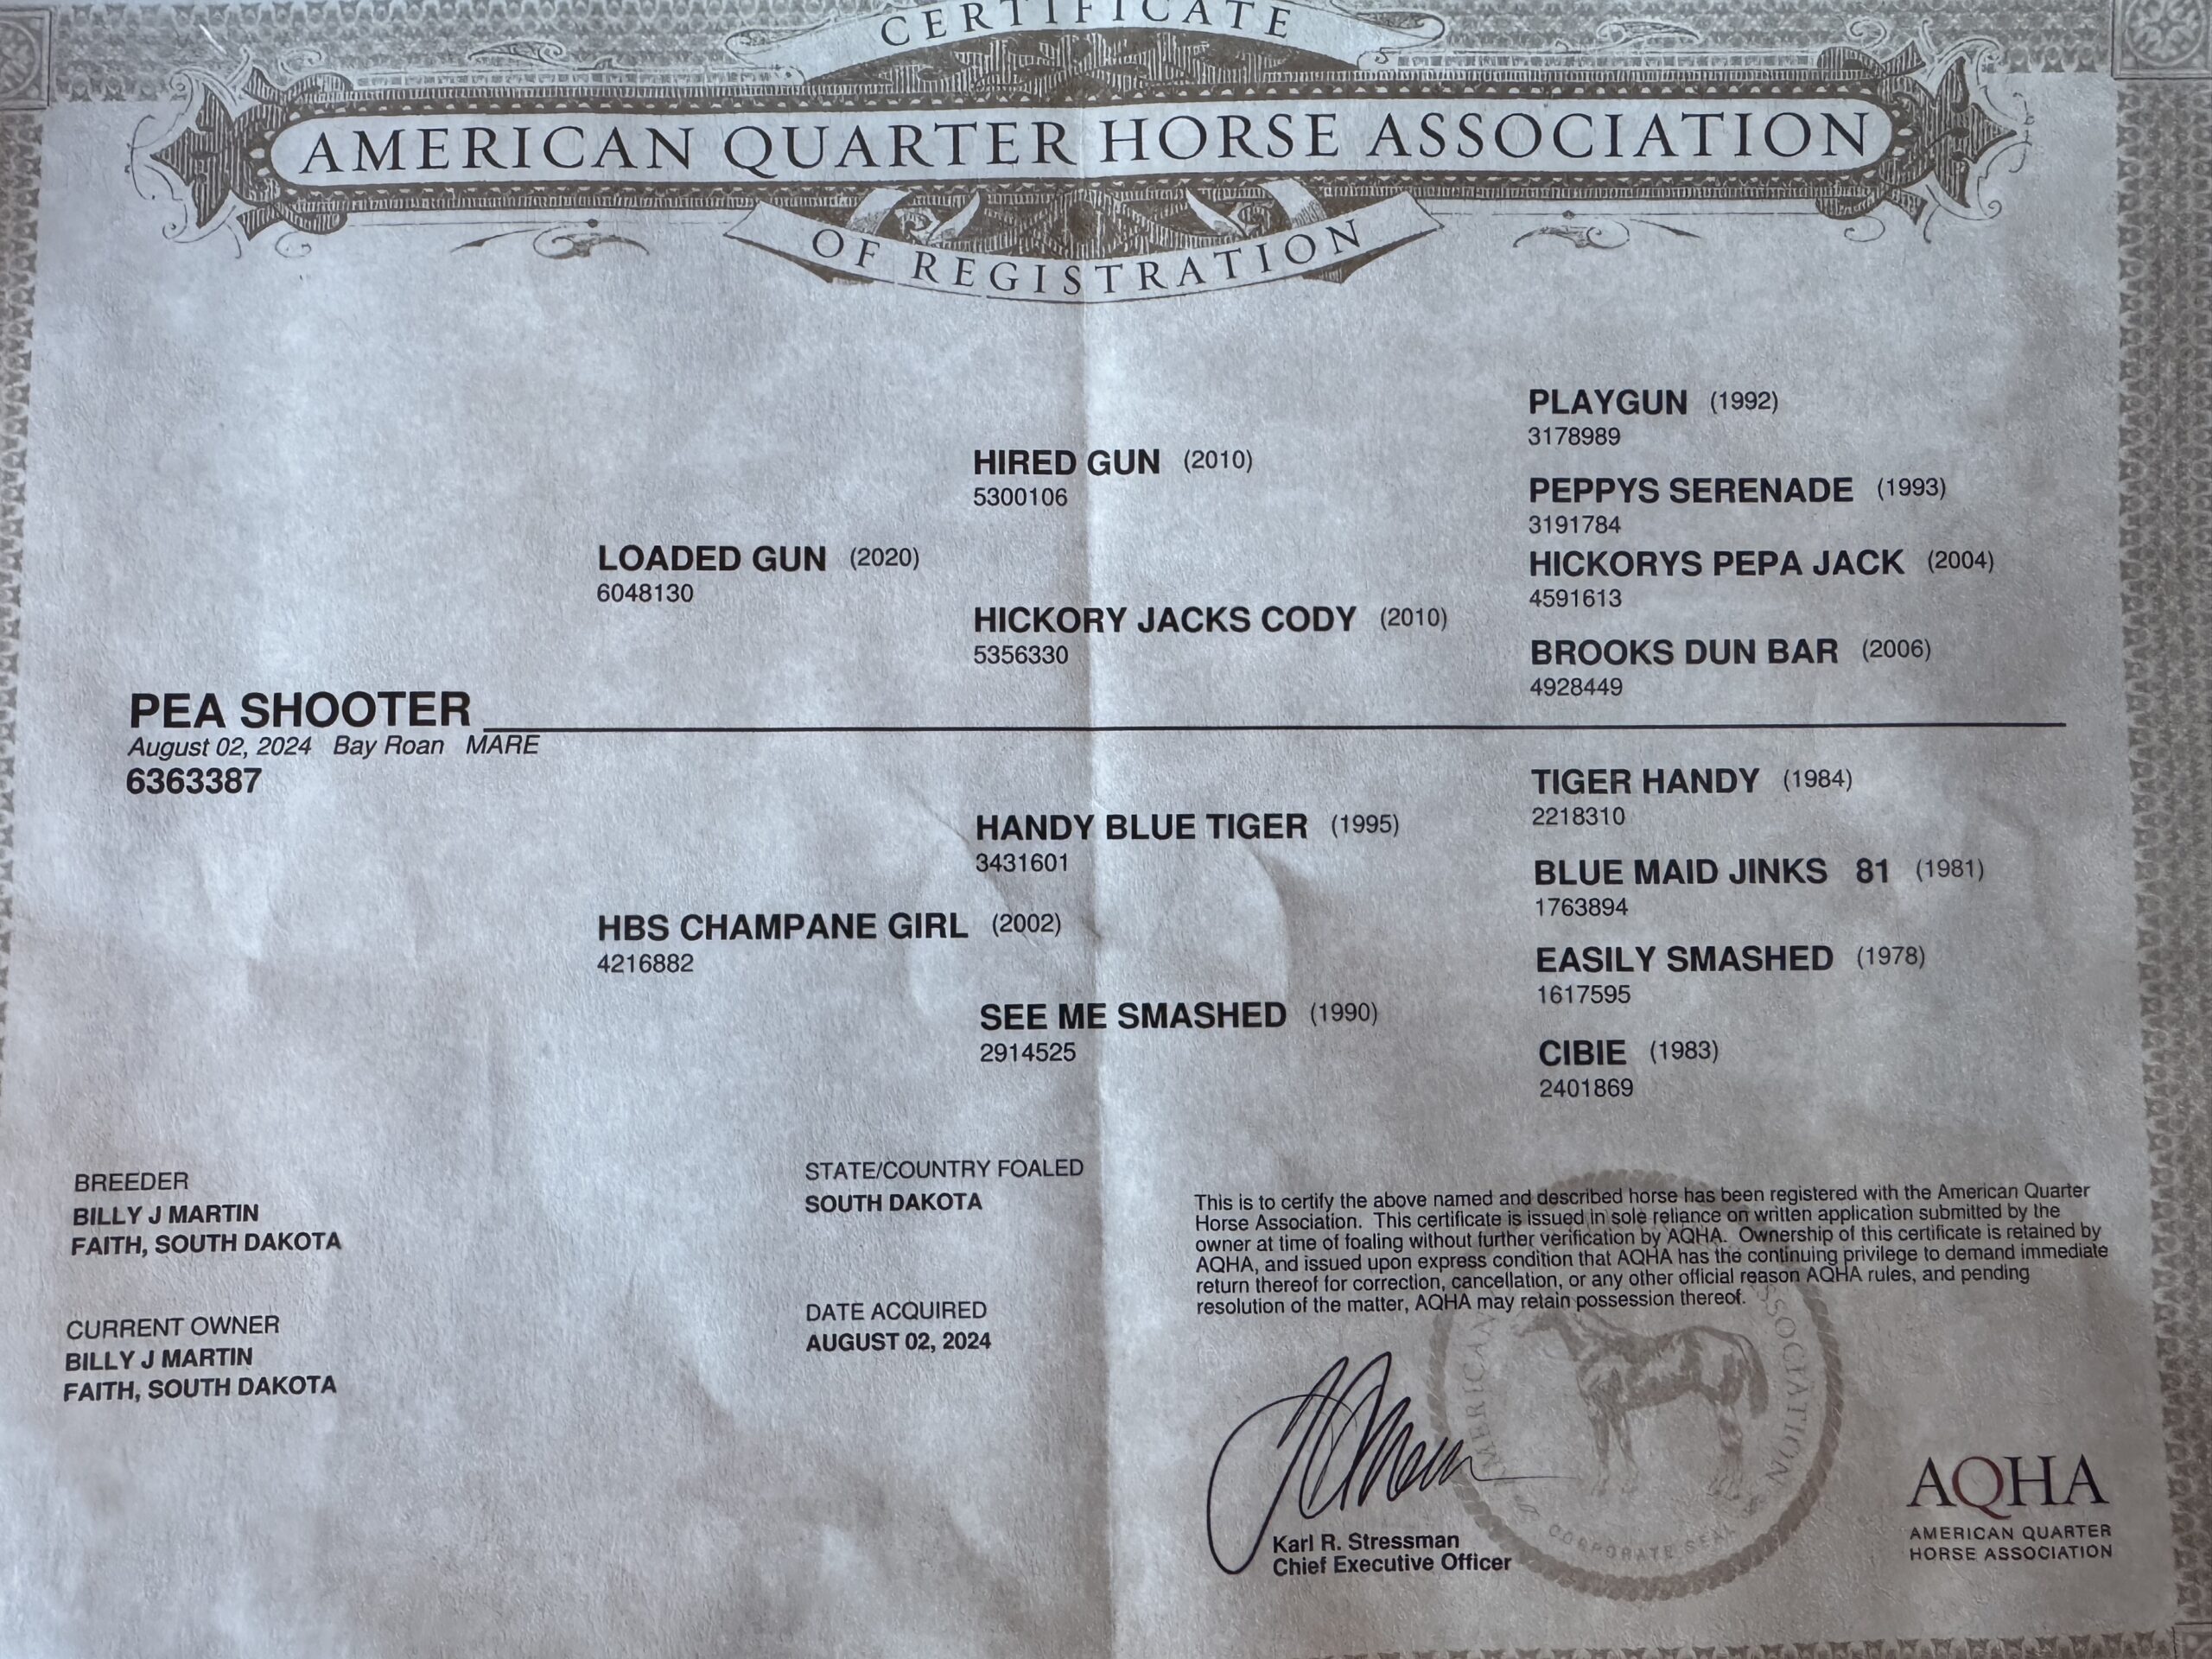 CERTIFICATE
AMERICAN QUARTER HORSE ASSOCIATION
OF REGISTRATION
PLAYGUN (1992)
3178989
HIRED GUN (2010)
5300106
PEPPYS SERENADE (1993)
3191784
LOADED GUN (2020)
6048130
HICKORYS PEPA JACK (2004)
4591613
HICKORY JACKS CODY (2010)
5356330
BROOKS DUN BAR (2006)
4928449
PEA SHOOTER
August 02, 2024 Bay Roan MARE
6363387
TIGER HANDY (1984)
2218310
HANDY BLUE TIGER (1995)
3431601
BLUE MAID JINKS 81 (1981)
1763894
HBS CHAMPANE GIRL (2002)
4216882
EASILY SMASHED (1978)
1617595
SEE ME SMASHED (1990)
2914525
CIBIE (1983)
2401869
BREEDER
BILLY J MARTIN
FAITH, SOUTH DAKOTA
STATE/COUNTRY FOALED
SOUTH DAKOTA
CURRENT OWNER
BILLY J MARTIN
FAITH, SOUTH DAKOTA
DATE ACQUIRED
AUGUST 02, 2024
This is to certify the above named and described horse has been registered with the American Quarter
Horse Association. This certificate is issued in sole reliance on written application submitted by the
owner at time of foaling without further verification by AQHA. Ownership of this certificate is retained by
AQHA, and issued upon express condition that AQHA has the continuing privilege to demand immediate
return thereof for correction, cancellation, or any other official reason AQHA rules, and pending
resolution of the matter, AQHA may retain possession thereof.
AMERICAN ASSOCIATION
CORPORATE SEAL
Karl R. Stressman
Chief Executive Officer
AQHA
AMERICAN QUARTER
HORSE ASSOCIATION